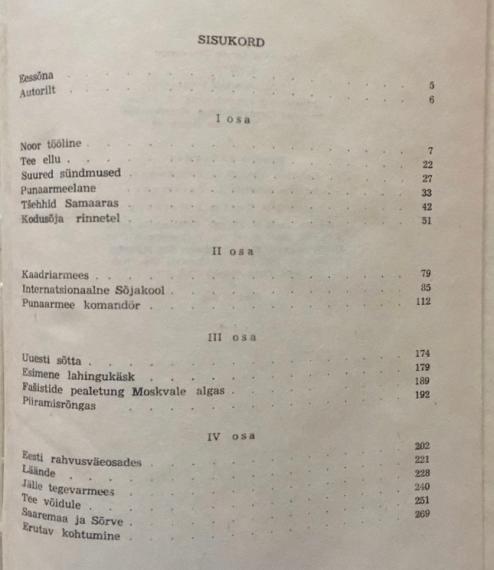 SISUKORD
Eessõna 5
Autorilt 6
I osa
Noor tööline 7
Tee ellu 22
Suured sündmused 27
Punaarmeelane 33
Tšehhid Samaaras 42
Kodusõja rinnetel 51
II osa
Kaadriarmees 79
Internatsionaalne Sõjakool 85
Punaarmee komandör 112
III osa
Uuesti sõtta 174
Esimene lahingukäsk 179
Fašistide pealetung Moskvale algas 189
Piiramisrõngas 192
IV osa
Eesti rahvusväeosades 202
Läände 221
Jälle tegevarmees 228
Tee võidule 240
Saaremaa ja Sõrve 251
Erutav kohtumine 269